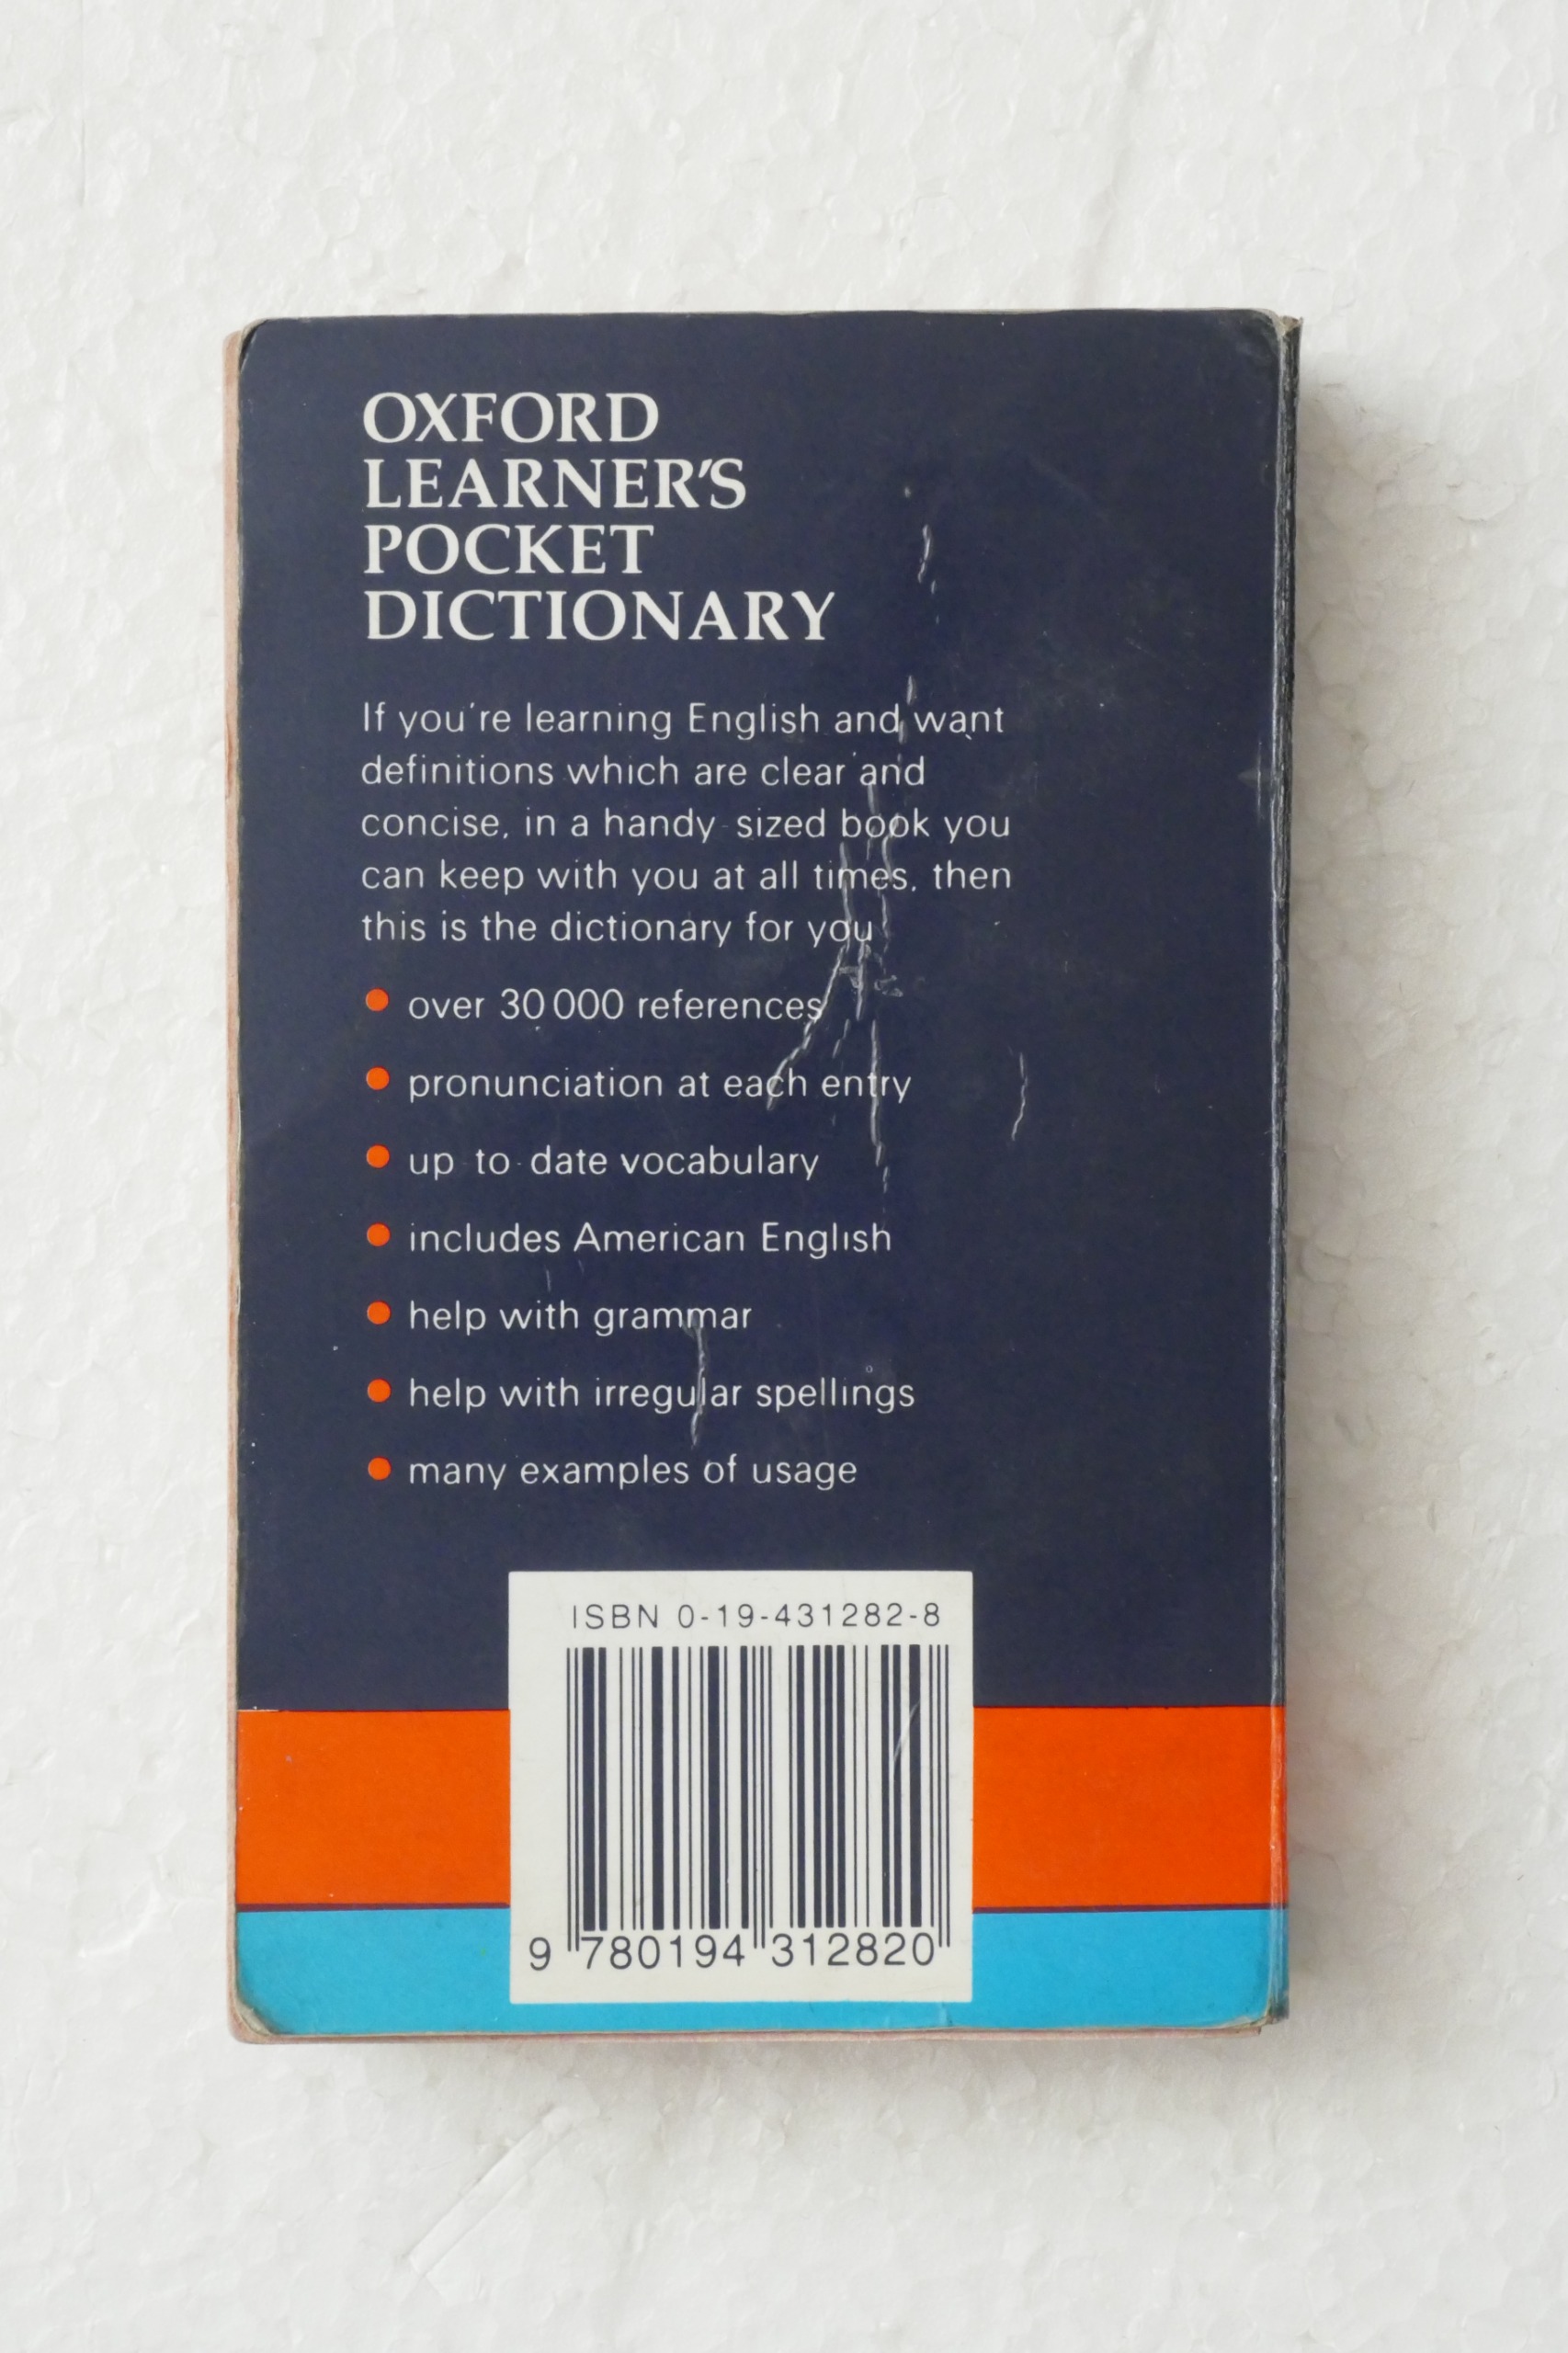 OXFORD
LEARNER'S
POCKET
DICTIONARY
If you're learning English and want
definitions which are clear and
concise, in a handy-sized book you
can keep with you at all times, then
this is the dictionary for you
• over 30 000 references
• pronunciation at each entry
• up-to-date vocabulary
• includes American English
• help with grammar
• help with irregular spellings
• many examples of usage
ISBN 0-19-431282-8
9 780194 312820